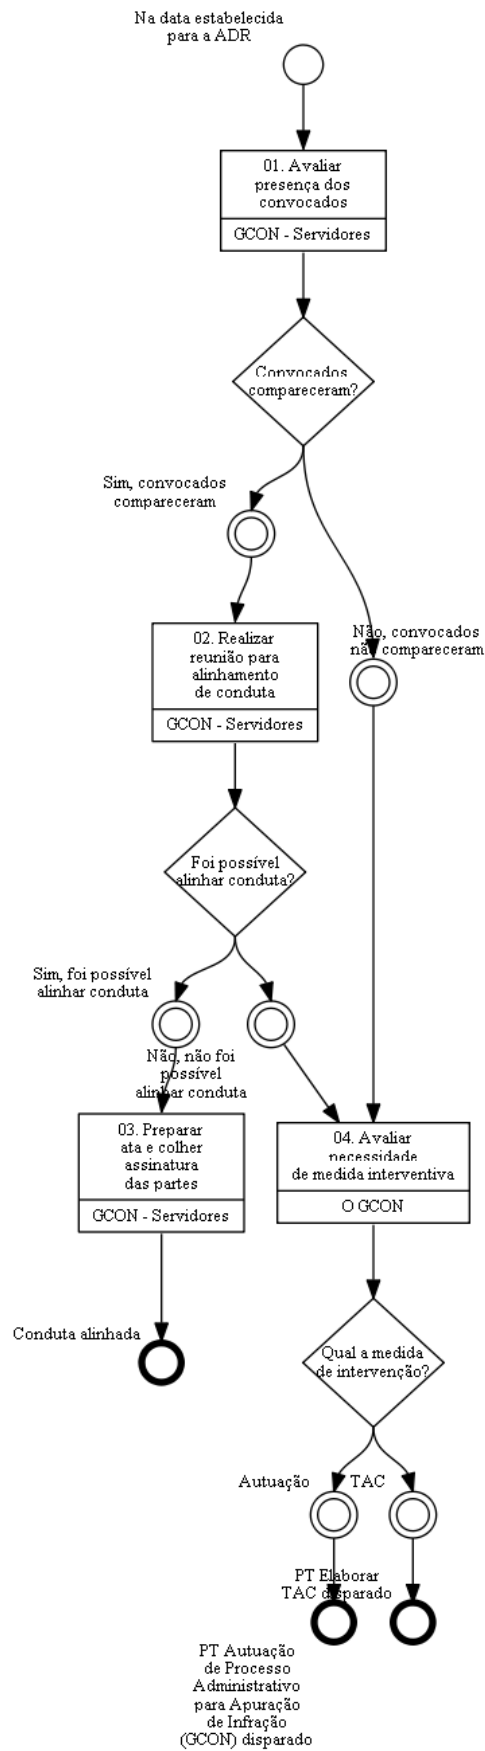 Na data estabelecida
para a ADR
01. Avaliar
presença dos
convocados
GCON - Servidores
Convocados
compareceram?
Sim, convocados
compareceram
Não, convocados
não compareceram
02. Realizar
reunião para
alinhamento
de conduta
GCON - Servidores
Foi possível
alinhar conduta?
Sim, foi possível
alinhar conduta
Não, não foi
possível
alinhar conduta
03. Preparar
ata e colher
assinatura
das partes
GCON - Servidores
04. Avaliar
necessidade
de medida interventiva
O GCON
Conduta alinhada
Qual a medida
de intervenção?
Autuação
TAC
PT Elaborar
TAC disparado
PT Autuação
de Processo
Administrativo
para Apuração
de Infração
(GCON) disparado